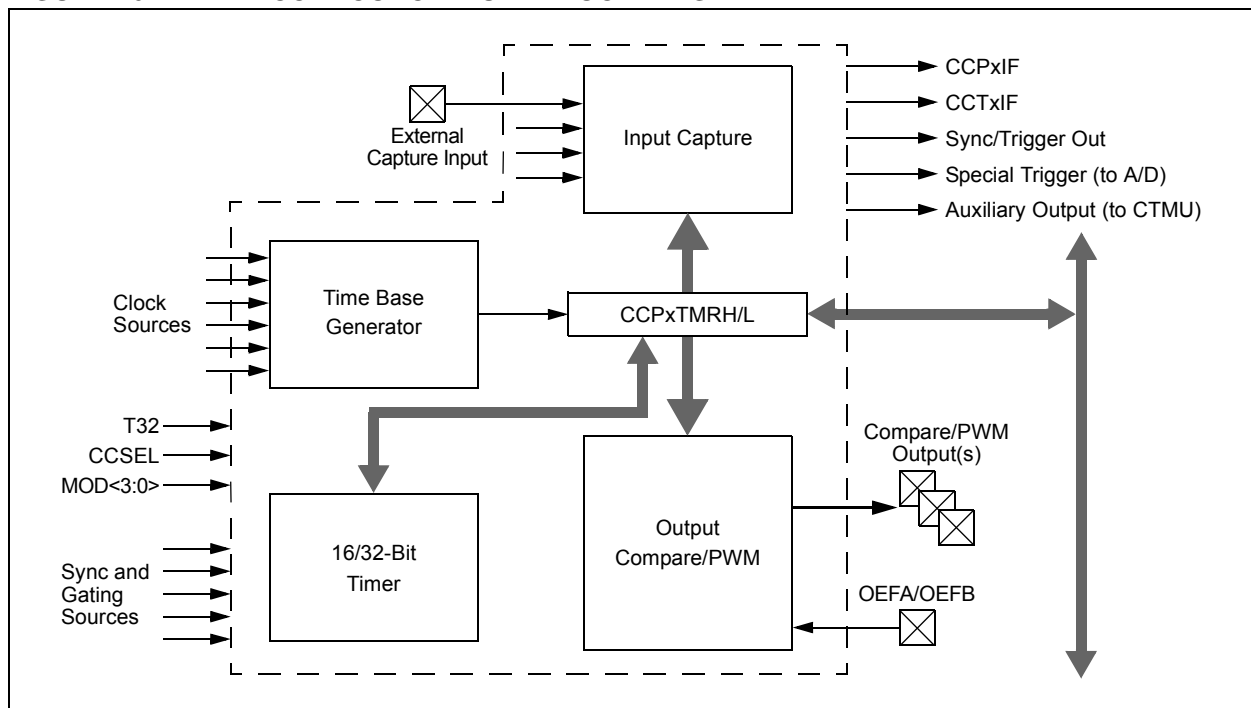 External
Capture Input
Input Capture
CCPxIF
CCTxIF
Sync/Trigger Out
Special Trigger (to A/D)
Auxiliary Output (to CTMU)
Clock
Sources
Time Base
Generator
CCPxTMRH/L
T32
CCSEL
MOD<3:0>
Sync and
Gating
Sources
16/32-Bit
Timer
Output
Compare/PWM
Compare/PWM
Output(s)
OEFA/OEFB